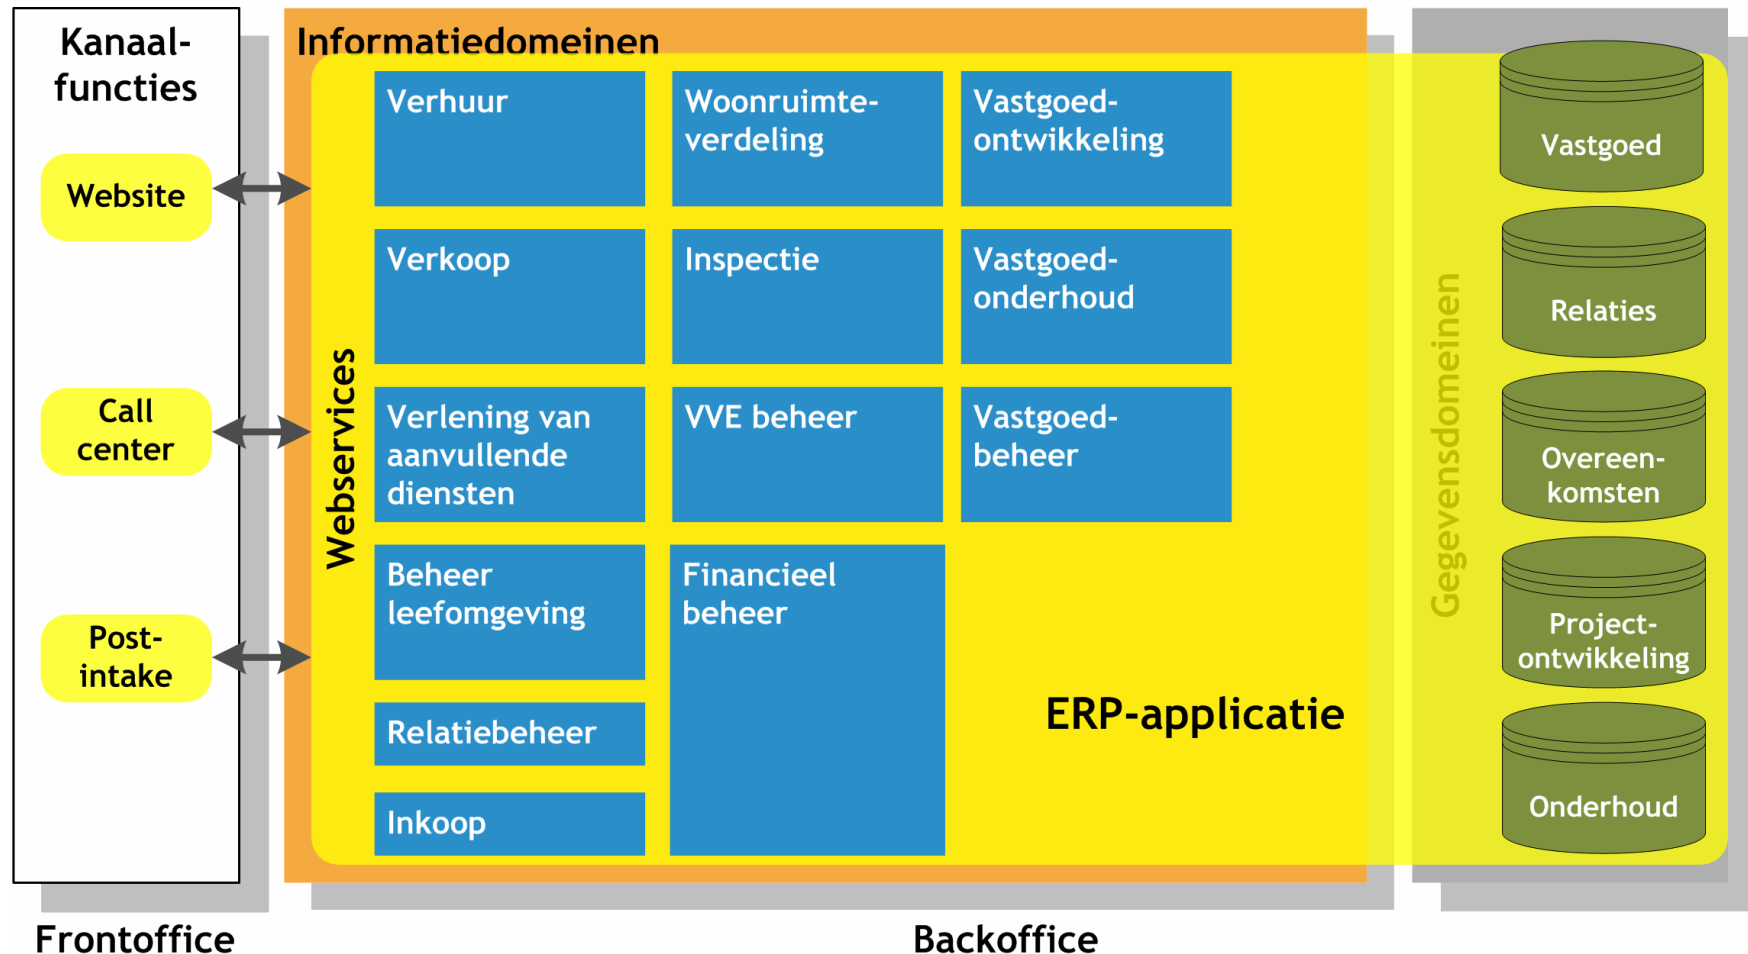 Kanaal-
functies
Website
Call
center
Post-
intake
Frontoffice
Informatiedomeinen
Webservices
Verhuur
Woonruimte-
verdeling
Vastgoed-
ontwikkeling
Verkoop
Inspectie
Vastgoed-
onderhoud
Verlening van
aanvullende
diensten
VVE beheer
Vastgoed-
beheer
Beheer
leefomgeving
Financieel
beheer
Relatiebeheer
Inkoop
ERP-applicatie
Backoffice
Gegevensdomeinen
Vastgoed
Relaties
Overeen-
komsten
Project-
ontwikkeling
Onderhoud